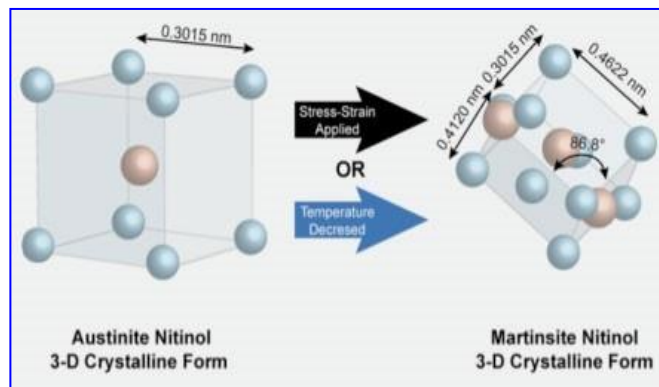 0.3015 nm
Stress-Strain
Applied
OR
Temperature
Decresed
0.4120 nm
0.3015 nm
0.4622 nm
86.8°
Austinite Nitinol
3-D Crystalline Form
Martinsite Nitinol
3-D Crystalline Form